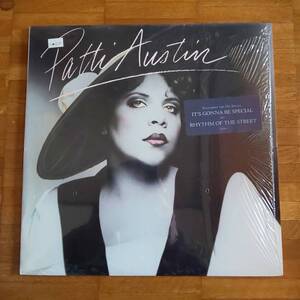 Patti Austin
IT'S GONNA BE SPECIAL
RHYTHM OF THE STREET